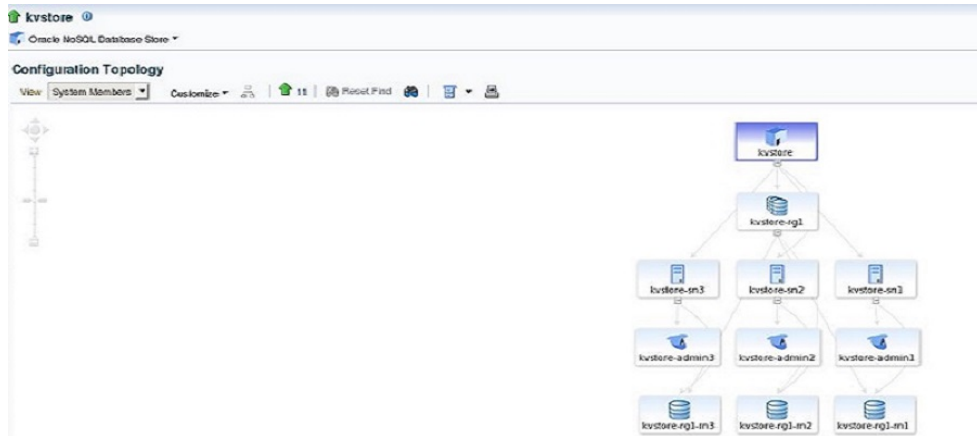 kvstore
Oracle NoSQL Database Store
Configuration Topology
View System Members Customize 11 Reset Find
kvstore
kvstore-rg1
kvstore-sn3 kvstore-sn2 kvstore-sn1
kvstore-admin3 kvstore-admin2 kvstore-admin1
kvstore-rg1-rn3 kvstore-rg1-rn2 kvstore-rg1-rn1